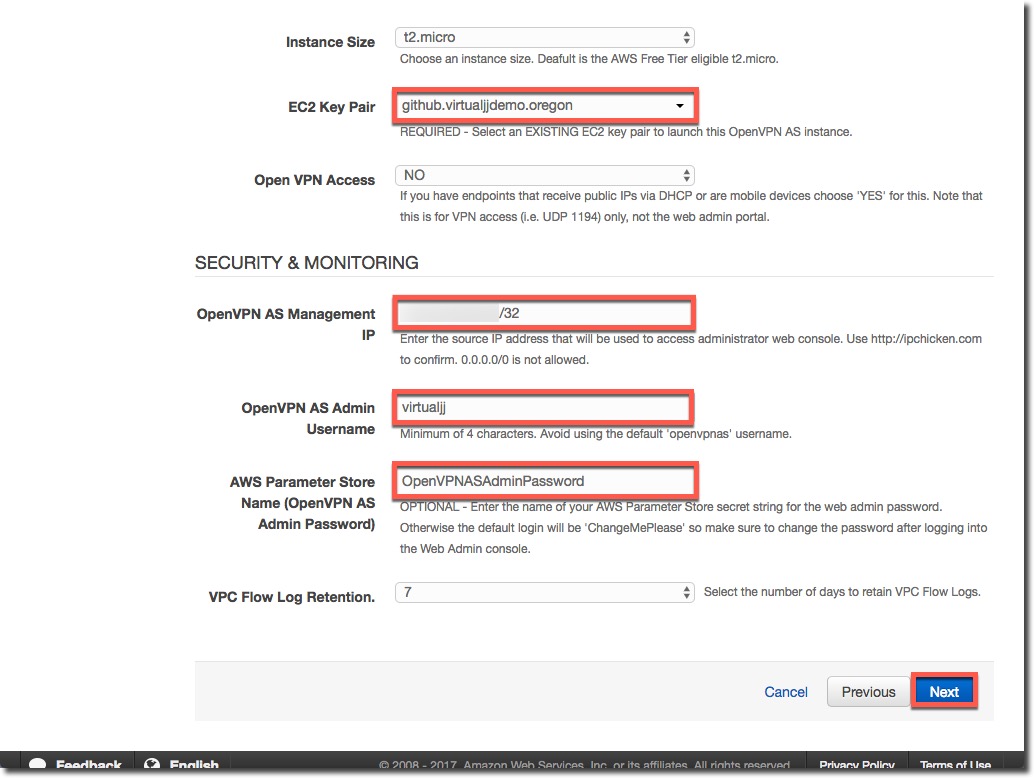 Instance Size
t2.micro
Choose an instance size. Deafult is the AWS Free Tier eligible t2.micro.
EC2 Key Pair
github.virtualjjdemo.oregon
REQUIRED - Select an EXISTING EC2 key pair to launch this OpenVPN AS instance.
Open VPN Access
NO
If you have endpoints that receive public IPs via DHCP or are mobile devices choose 'YES' for this. Note that
this is for VPN access (i.e. UDP 1194) only, not the web admin portal.
SECURITY & MONITORING
OpenVPN AS Management
IP
/32
Enter the source IP address that will be used to access administrator web console. Use http://ipchicken.com
to confirm. 0.0.0.0/0 is not allowed.
OpenVPN AS Admin
Username
virtualjj
Minimum of 4 characters. Avoid using the default 'openvpnas' username.
AWS Parameter Store
Name (OpenVPN AS
Admin Password)
OpenVPNASAdminPassword
OPTIONAL - Enter the name of your AWS Parameter Store secret string for the web admin password.
Otherwise the default login will be 'ChangeMePlease' so make sure to change the password after logging into
the Web Admin console.
VPC Flow Log Retention.
7
Select the number of days to retain VPC Flow Logs.
Cancel
Previous
Next
Feedback
English
© 2008 - 2017, Amazon Web Services, Inc. or its affiliates. All rights reserved.
Privacy Policy
Terms of Use